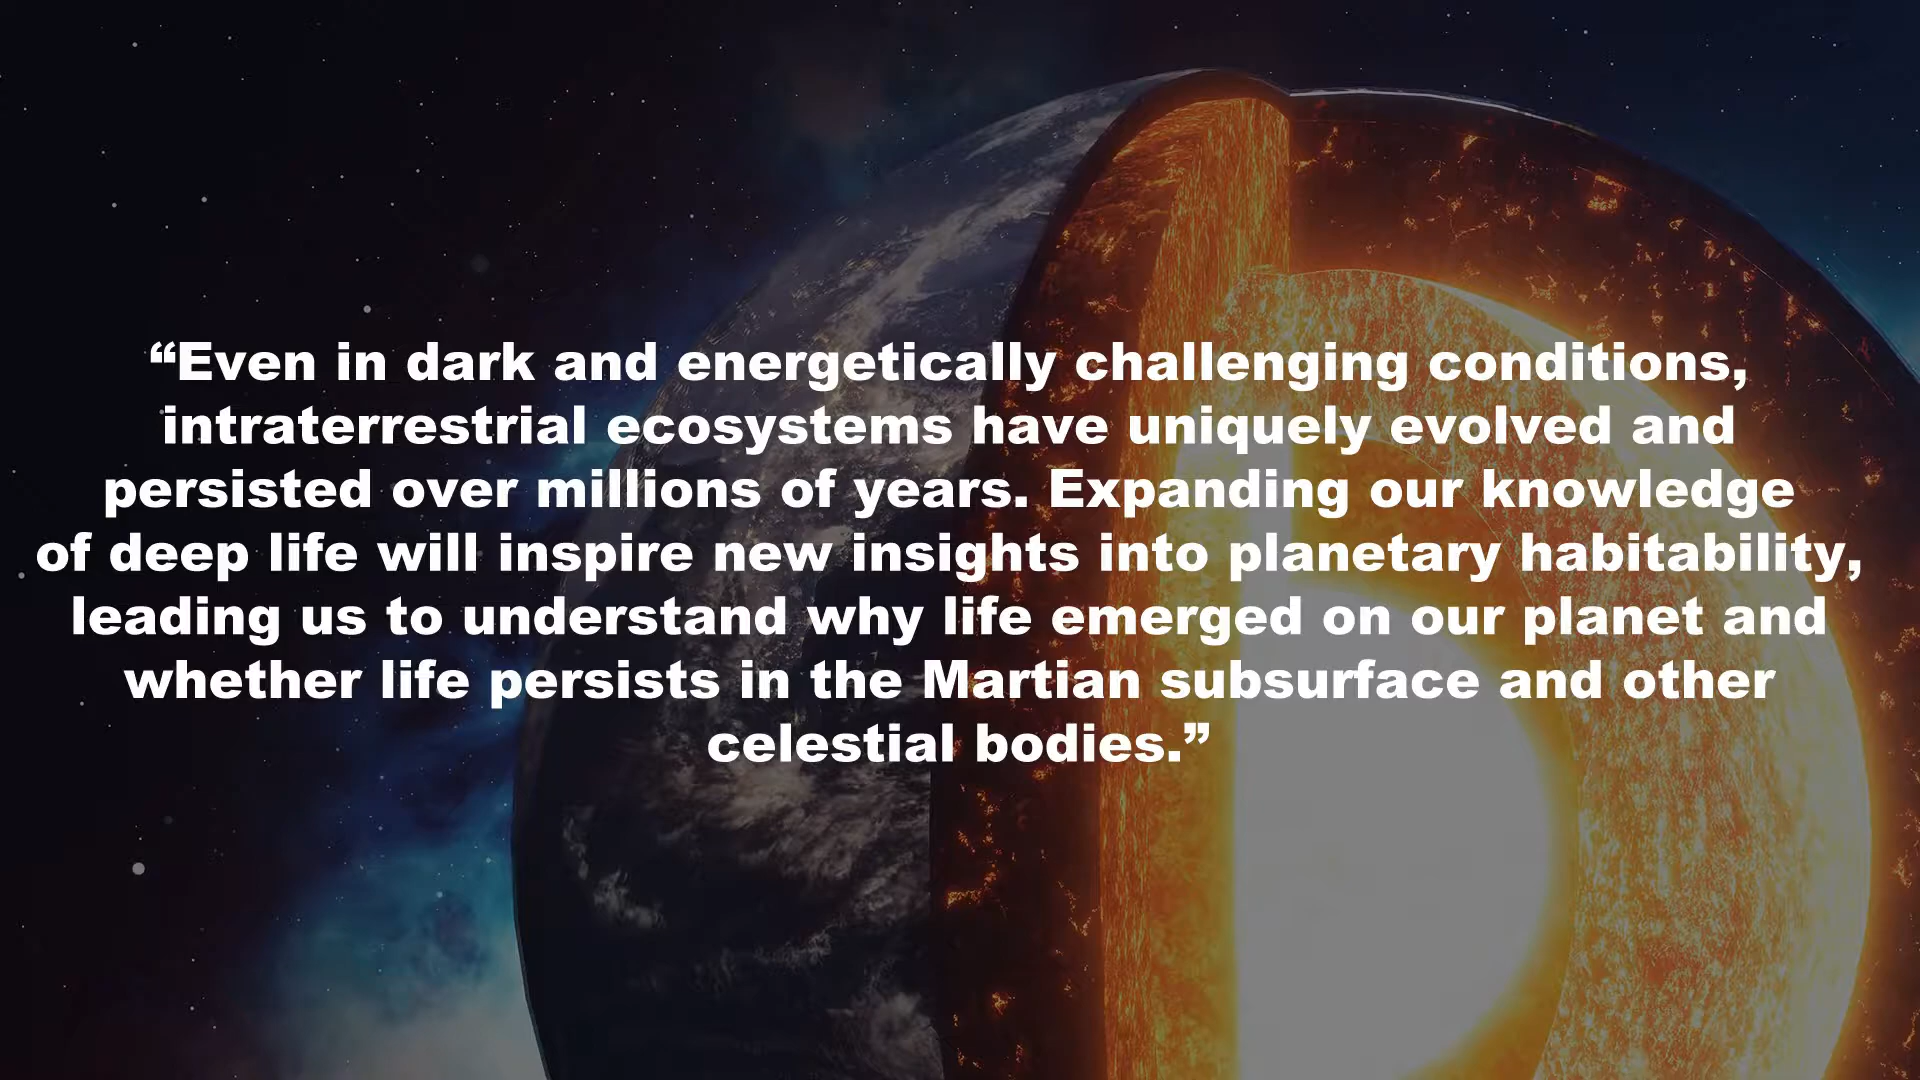 “Even in dark and energetically challenging conditions,
intraterrestrial ecosystems have uniquely evolved and
persisted over millions of years. Expanding our knowledge
of deep life will inspire new insights into planetary habitability,
leading us to understand why life emerged on our planet and
whether life persists in the Martian subsurface and other
celestial bodies.”